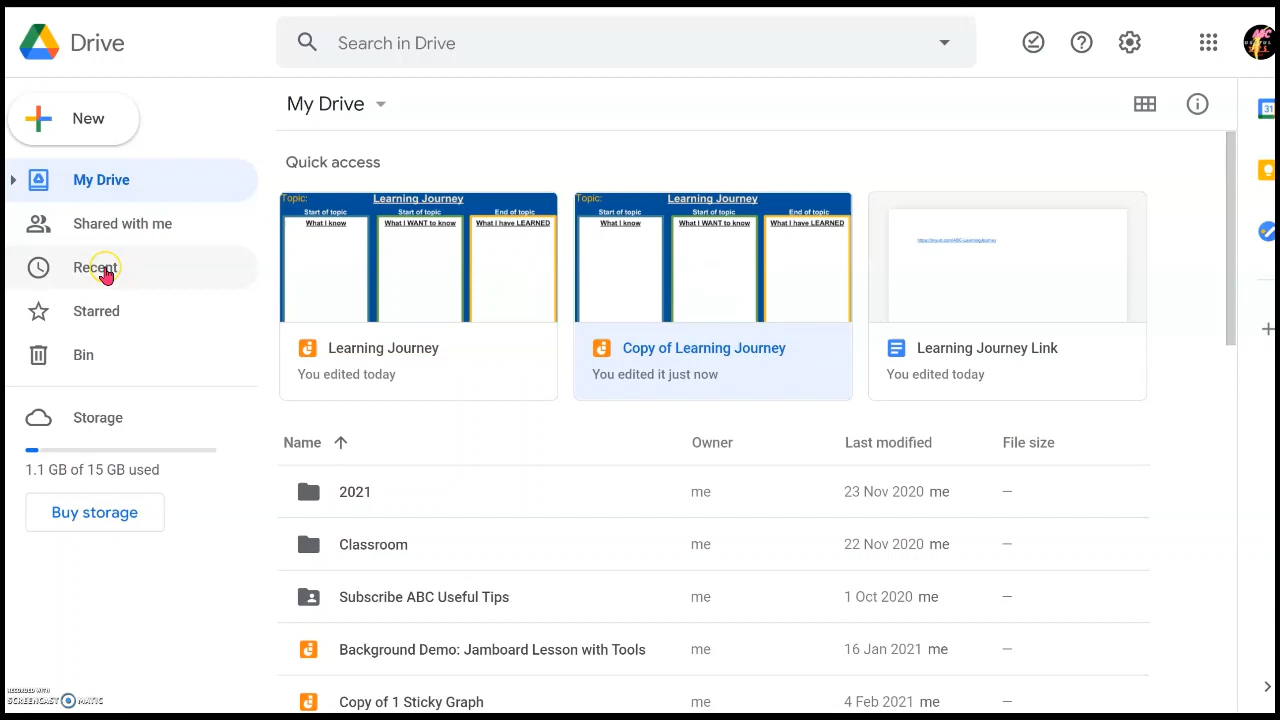 Drive
Search in Drive
New
My Drive
Shared with me
Recent
Starred
Bin
Storage
1.1 GB of 15 GB used
Buy storage
My Drive
Quick access
Topic:
Learning Journey
Start of topic
Start of topic
End of topic
What I know
What I WANT to know
What I have LEARNED
Learning Journey
You edited today
Topic:
Learning Journey
Start of topic
Start of topic
End of topic
What I know
What I WANT to know
What I have LEARNED
Copy of Learning Journey
You edited it just now
Learning Journey Link
You edited today
Name Owner Last modified File size
2021 me 23 Nov 2020 me —
Classroom me 22 Nov 2020 me —
Subscribe ABC Useful Tips me 1 Oct 2020 me —
Background Demo: Jamboard Lesson with Tools me 16 Jan 2021 me —
Copy of 1 Sticky Graph me 4 Feb 2021 me —
31
RECORDED WITH
SCREENCAST MATIC